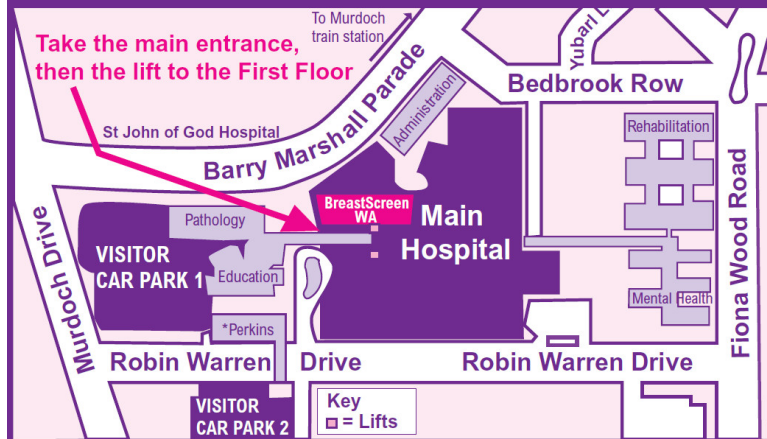 To Murdoch
train station
Take the main entrance,
then the lift to the First Floor
Bedbrook Row
St John of God Hospital
Barry Marshall Parade
Administration
Rehabilitation
BreastScreen
WA
Main
Hospital
Pathology
VISITOR
CAR PARK 1
Education
Murdoch Drive
Mental Health
Fiona Wood Road
*Perkins
Robin Warren Drive
Robin Warren Drive
VISITOR
CAR PARK 2
Key
= Lifts